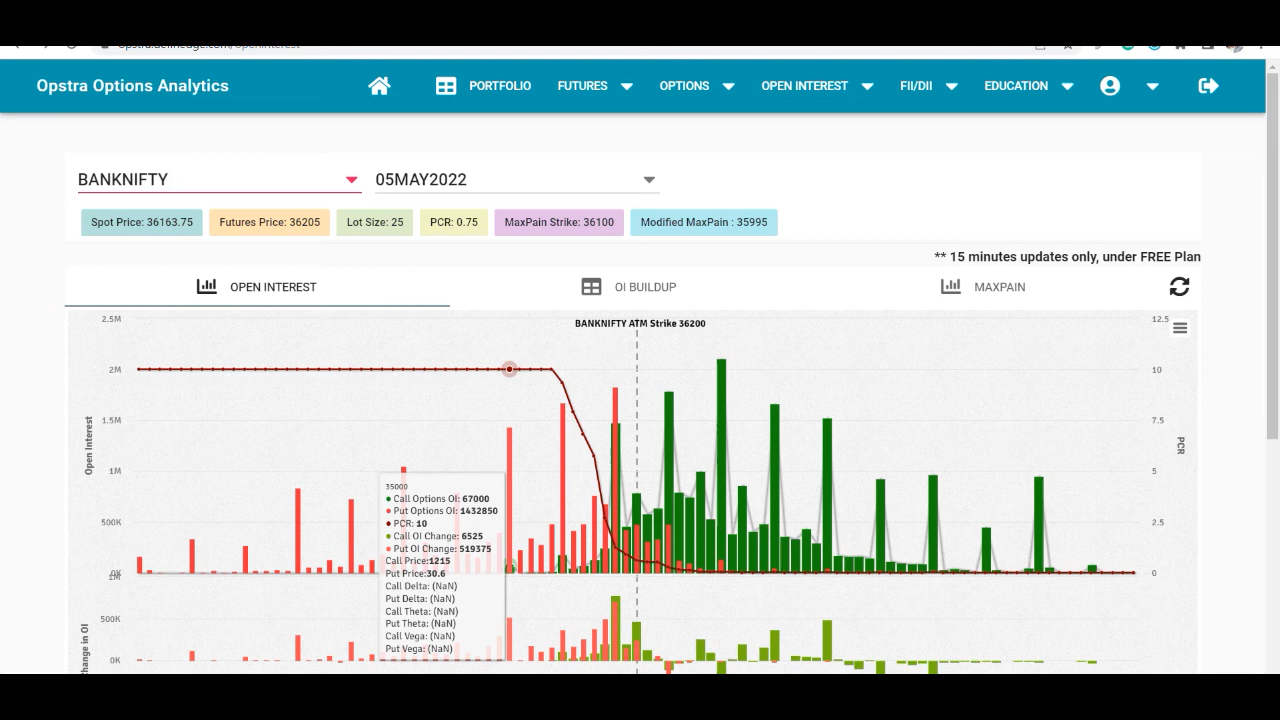 opstra.definedge.com/openinterest
Opstra Options Analytics PORTFOLIO FUTURES OPTIONS OPEN INTEREST FII/DII EDUCATION
BANKNIFTY 05MAY2022
Spot Price: 36163.75 Futures Price: 36205 Lot Size: 25 PCR: 0.75 MaxPain Strike: 36100 Modified MaxPain : 35995
** 15 minutes updates only, under FREE Plan
OPEN INTEREST OI BUILDUP MAXPAIN
BANKNIFTY ATM Strike 36200
2.5M 12.5
2M 10
1.5M 7.5
Open Interest PCR
1M 5
500K 2.5
0K 0
35000
Call Options OI: 67000
Put Options OI: 1432850
PCR: 10
Call OI Change: 6525
Put OI Change: 519375
Call Price:1215
Put Price:30.6
Call Delta: (NaN)
Put Delta: (NaN)
Call Theta: (NaN)
Put Theta: (NaN)
Call Vega: (NaN)
Put Vega: (NaN)
1M
500K
0K
ange in OI